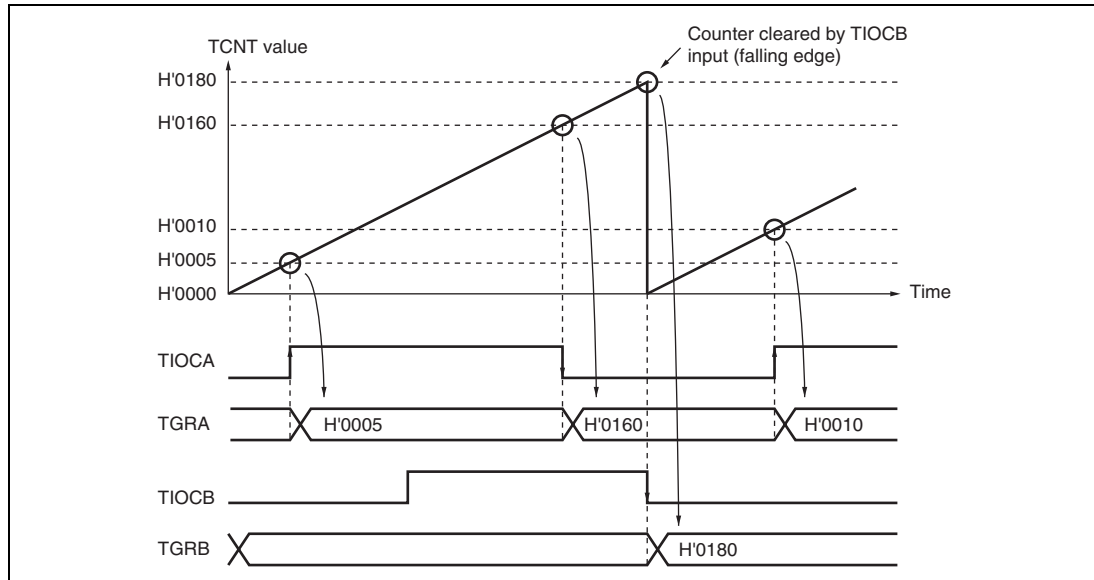 Counter cleared by TIOCB
input (falling edge)
TCNT value
H'0180
H'0160
H'0010
H'0005
H'0000
Time
TIOCA
TGRA
H'0005
H'0160
H'0010
TIOCB
TGRB
H'0180